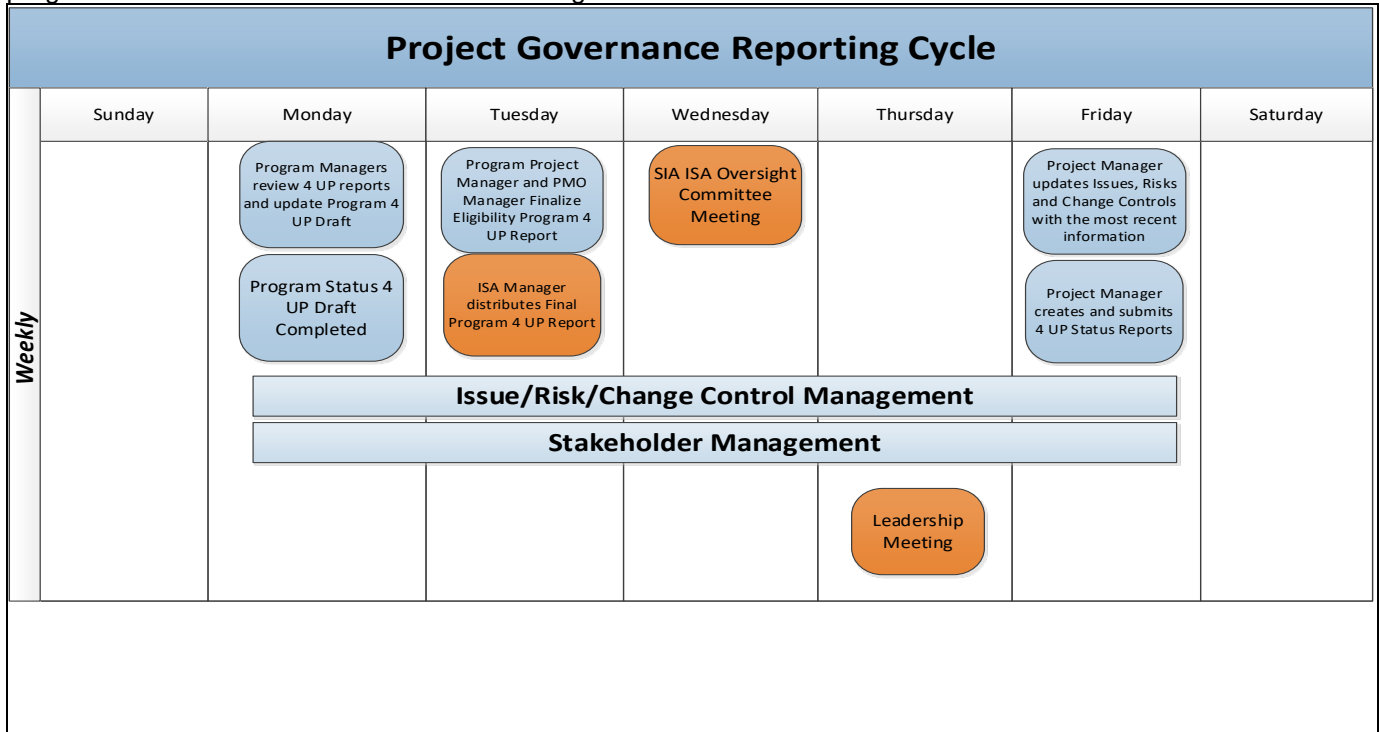 Project Governance Reporting Cycle
Weekly
Sunday
Monday
Tuesday
Wednesday
Thursday
Friday
Saturday
Program Managers
review 4 UP reports
and update Program 4
UP Draft
Program Status 4
UP Draft
Completed
Program Project
Manager and PMO
Manager Finalize
Eligibility Program 4
UP Report
ISA Manager
distributes Final
Program 4 UP Report
SIA ISA Oversight
Committee
Meeting
Project Manager
updates Issues, Risks
and Change Controls
with the most recent
information
Project Manager
creates and submits
4 UP Status Reports
Issue/Risk/Change Control Management
Stakeholder Management
Leadership
Meeting